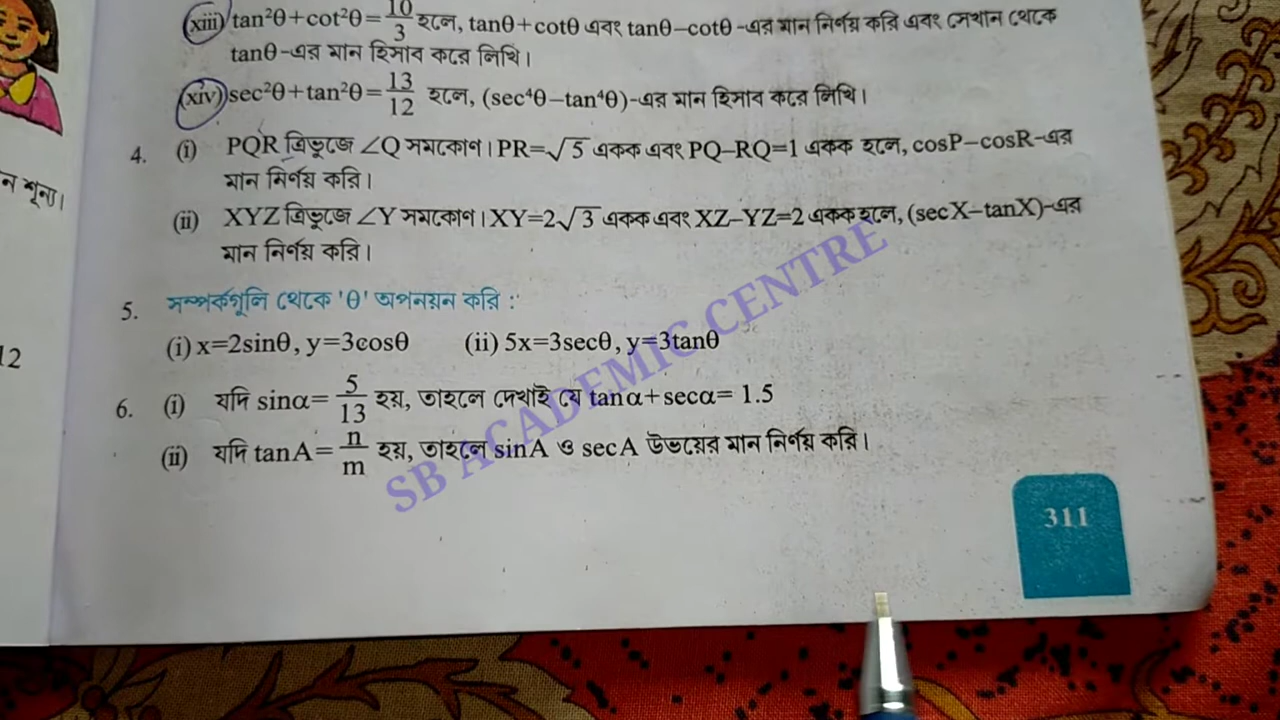 (xiii) tan²θ+cot²θ=10/3 হলে, tanθ+cotθ এবং tanθ−cotθ -এর মান নির্ণয় করি এবং সেখান থেকে
tanθ-এর মান হিসাব করে লিখি।
(xiv) sec²θ+tan²θ=13/12 হলে, (sec⁴θ−tan⁴θ)-এর মান হিসাব করে লিখি।
4. (i) PQR ত্রিভুজে ∠Q সমকোণ। PR=√5 একক এবং PQ−RQ=1 একক হলে, cosP−cosR-এর
মান নির্ণয় করি।
ন শূন্য।
(ii) XYZ ত্রিভুজে ∠Y সমকোণ। XY=2√3 একক এবং XZ−YZ=2 একক হলে, (secX−tanX)-এর
মান নির্ণয় করি।
5. সম্পর্কগুলি থেকে 'θ' অপনয়ন করি :
(i) x=2sinθ, y=3cosθ (ii) 5x=3secθ, y=3tanθ
12
6. (i) যদি sinα=5/13 হয়, তাহলে দেখাই যে tanα+secα= 1.5
(ii) যদি tanA=n/m হয়, তাহলে sinA ও secA উভয়ের মান নির্ণয় করি।
SB ACADEMIC CENTRE
311